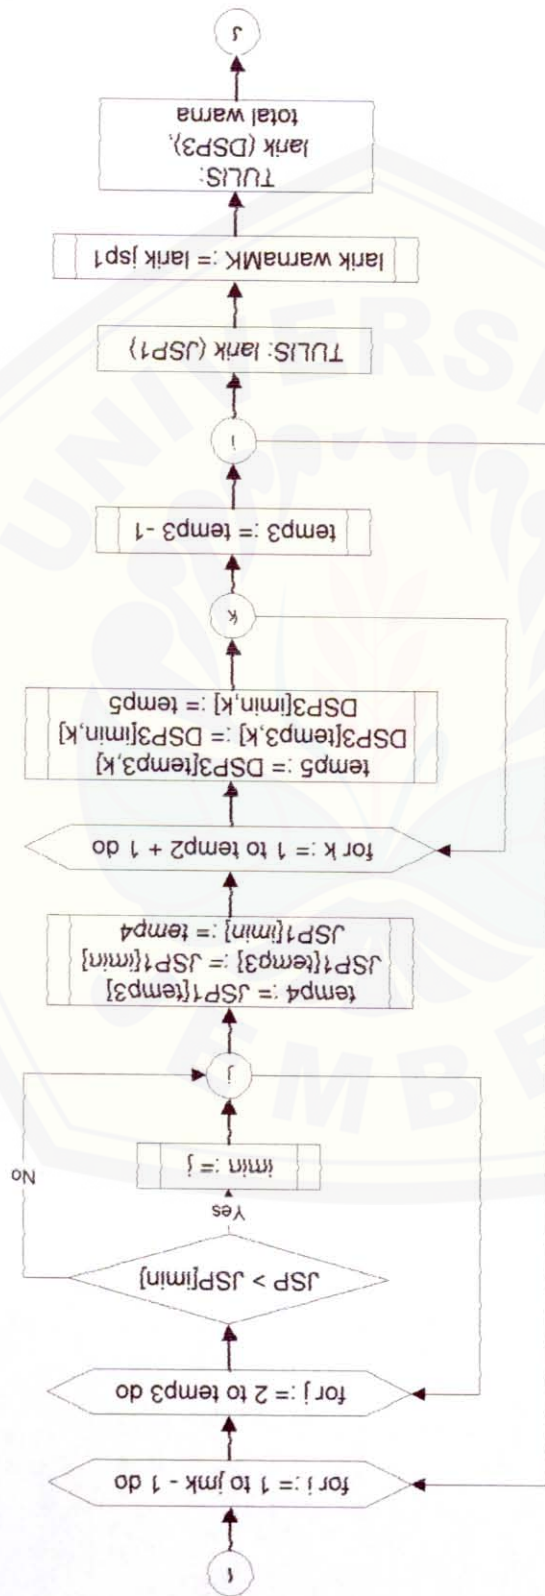 for i := 1 to jmk - 1 do
for j := 2 to temp3 do
JSP > JSP[imin]
Yes
No
imin := j
j
temp4 := JSP1[temp3]
JSP1[temp3] := JSP1[imin]
JSP1[imin] := temp4
for k := 1 to temp2 + 1 do
temp5 := DSP3[temp3,k]
DSP3[temp3,k] := DSP3[imin,k]
DSP3[imin,k] := temp5
k
temp3 := temp3 -1
i
TULIS: larik (JSP1)
larik warnaMK := larik jsp1
TULIS:
larik (DSP3),
total warna
UNIVERSI
EMBE